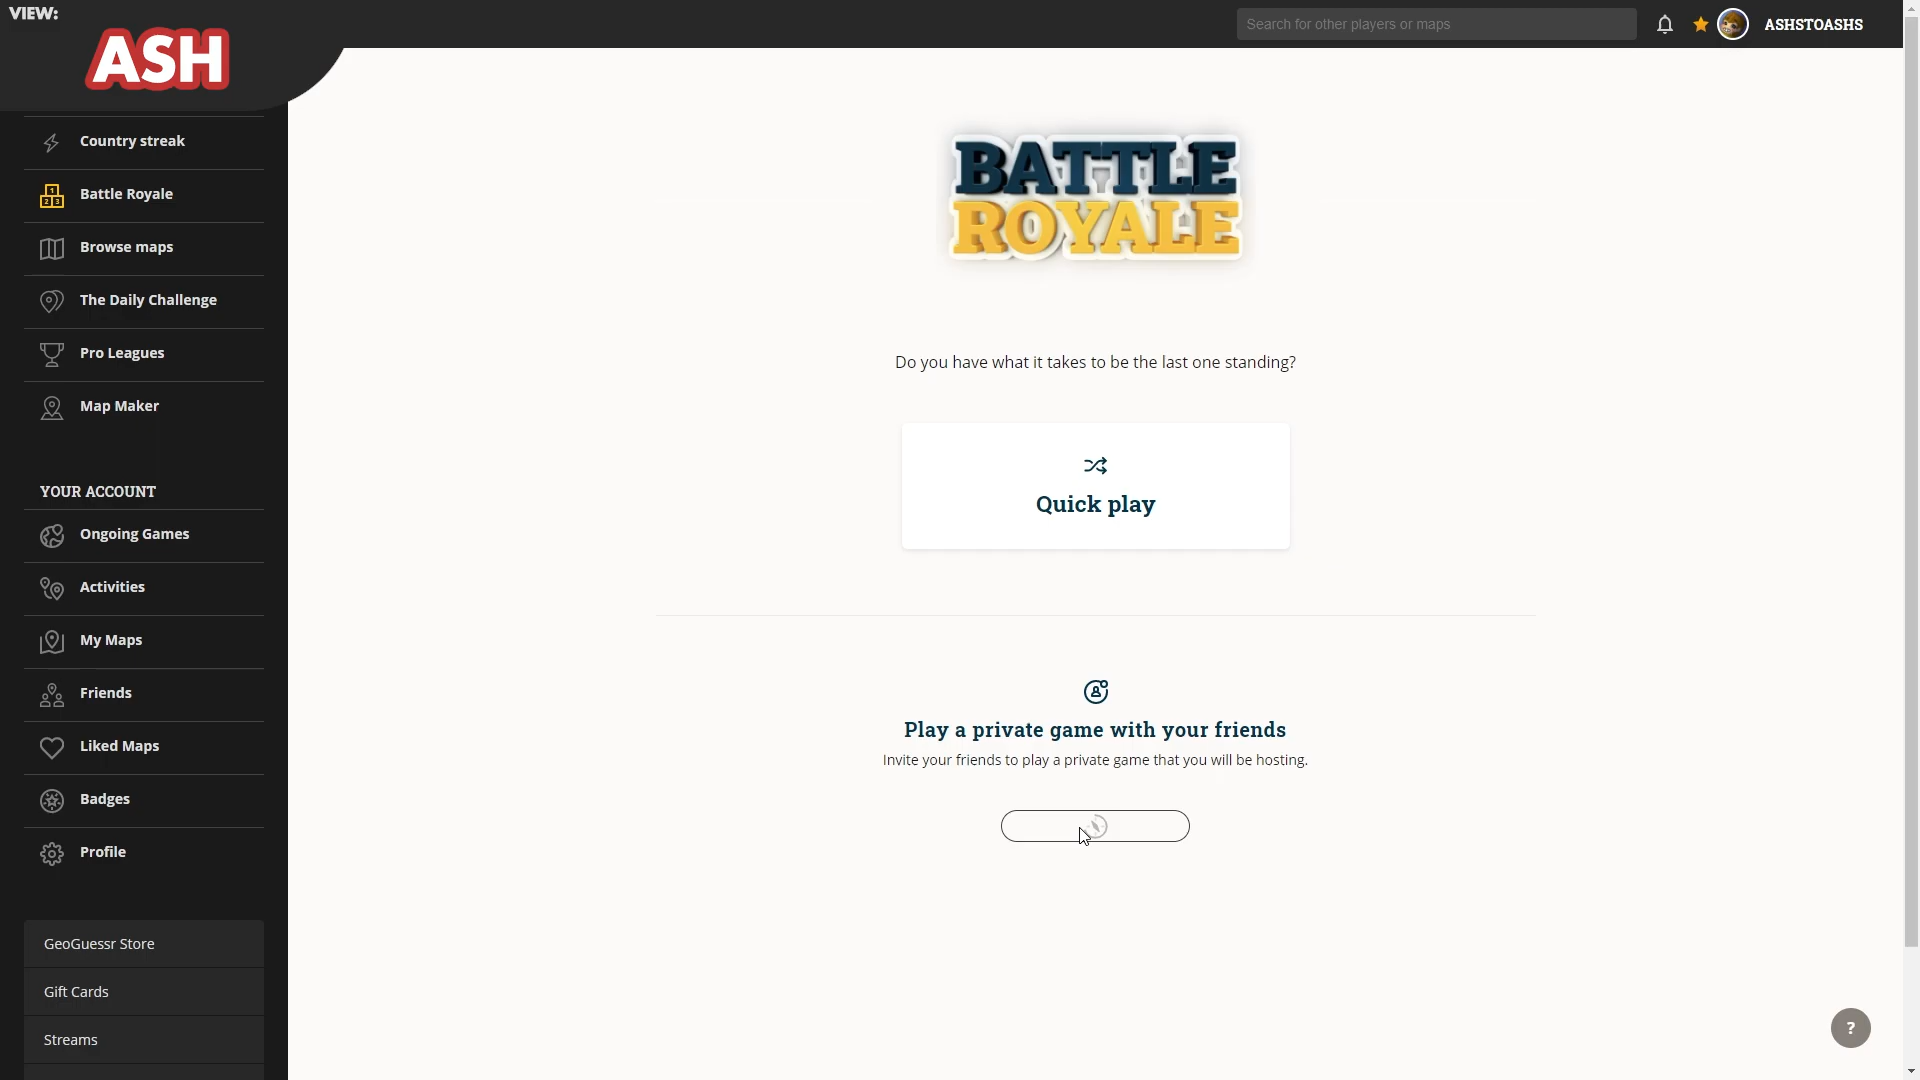 VIEW:
ASH
Search for other players or maps
ASHSTOASHS
Country streak
Battle Royale
Browse maps
The Daily Challenge
Pro Leagues
Map Maker
YOUR ACCOUNT
Ongoing Games
Activities
My Maps
Friends
Liked Maps
Badges
Profile
GeoGuessr Store
Gift Cards
Streams
BATTLE
ROYALE
Do you have what it takes to be the last one standing?
Quick play
Play a private game with your friends
Invite your friends to play a private game that you will be hosting.
?